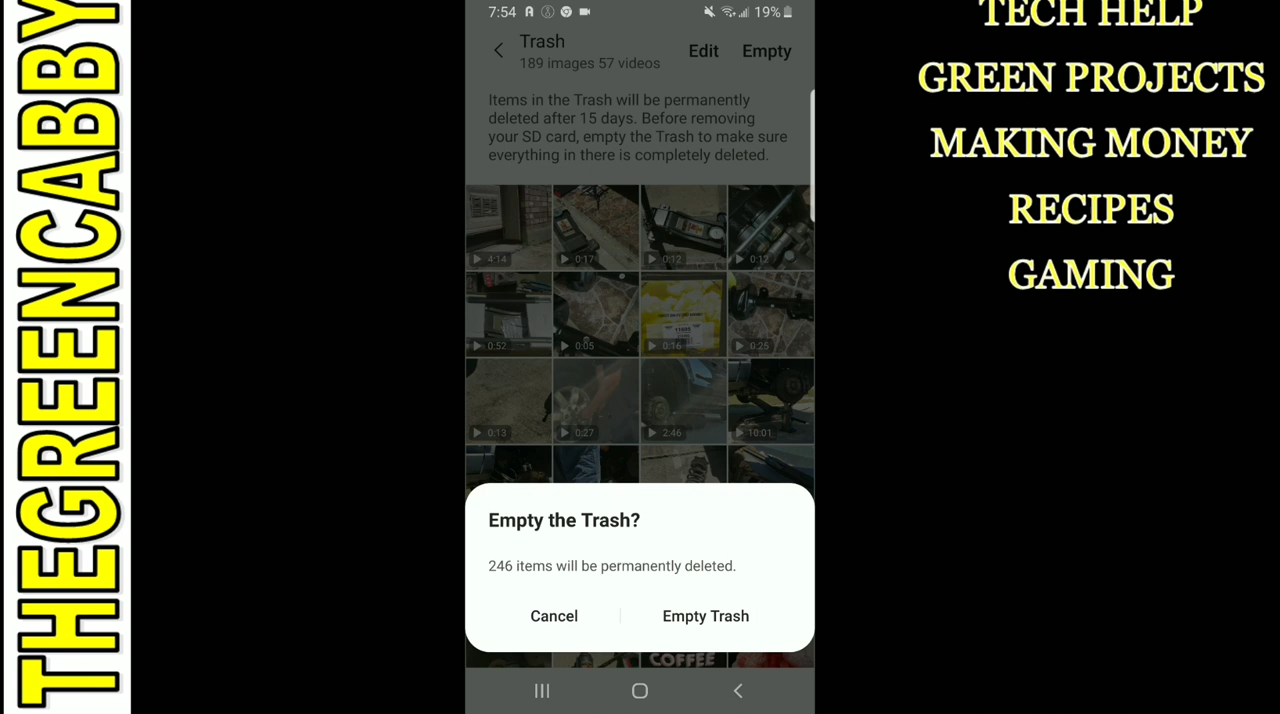 THEGREENCABBY
7:54
19%
Trash
189 images 57 videos
Edit
Empty
Items in the Trash will be permanently
deleted after 15 days. Before removing
your SD card, empty the Trash to make sure
everything in there is completely deleted.
4:14
0:17
0:12
0:12
0:52
0:05
0:16
0:25
0:13
0:27
2:46
10:01
Empty the Trash?
246 items will be permanently deleted.
Cancel
Empty Trash
COFFEE
TECH HELP
GREEN PROJECTS
MAKING MONEY
RECIPES
GAMING